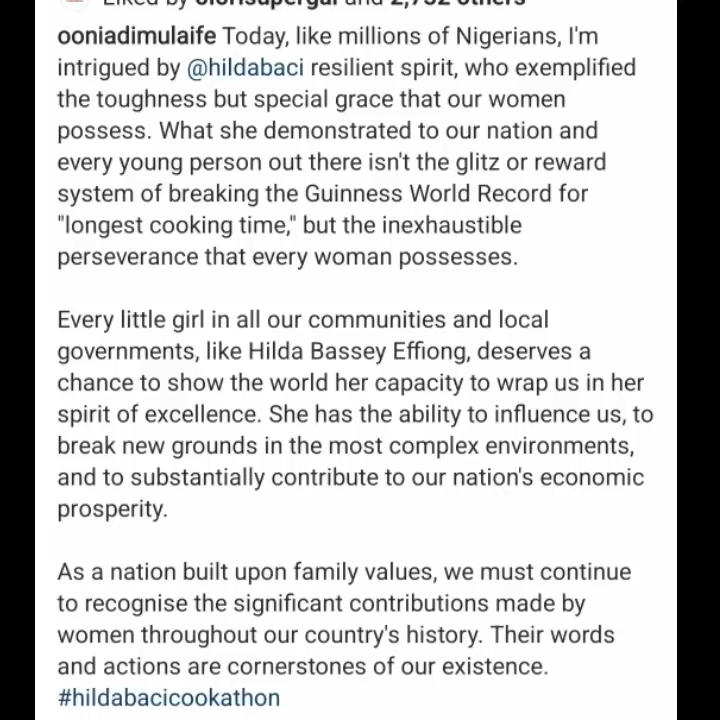 Liked by olorisupergal and 2,732 others
ooniadimulaife Today, like millions of Nigerians, I'm
intrigued by @hildabaci resilient spirit, who exemplified
the toughness but special grace that our women
possess. What she demonstrated to our nation and
every young person out there isn't the glitz or reward
system of breaking the Guinness World Record for
"longest cooking time," but the inexhaustible
perseverance that every woman possesses.
Every little girl in all our communities and local
governments, like Hilda Bassey Effiong, deserves a
chance to show the world her capacity to wrap us in her
spirit of excellence. She has the ability to influence us, to
break new grounds in the most complex environments,
and to substantially contribute to our nation's economic
prosperity.
As a nation built upon family values, we must continue
to recognise the significant contributions made by
women throughout our country's history. Their words
and actions are cornerstones of our existence.
#hildabacicookathon